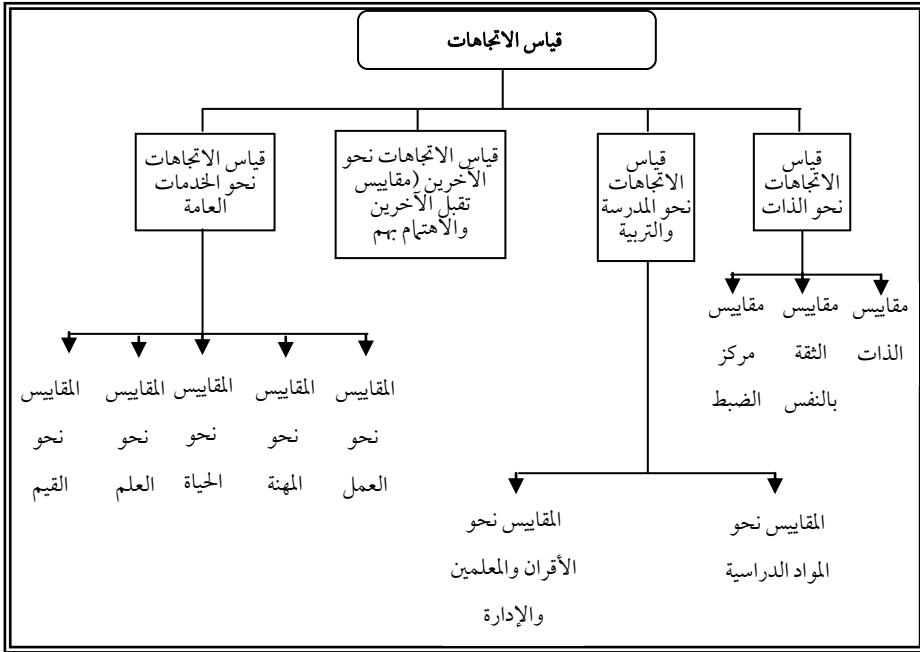 قياس الاتجاهات
قياس
الاتجاهات
نحو الذات
قياس
الاتجاهات
نحو المدرسة
والتربية
قياس الاتجاهات نحو
الآخرين (مقاييس
تقبل الآخرين
والاهتمام بهم
قياس الاتجاهات
نحو الخدمات
العامة
مقاييس
الذات
مقاييس
الثقة
بالنفس
مقاييس
مركز
الضبط
المقاييس نحو
المواد الدراسية
المقاييس نحو
الأقران والمعلمين
والإدارة
المقاييس
نحو
العمل
المقاييس
نحو
المهنة
المقاييس
نحو
الحياة
المقاييس
نحو
العلم
المقاييس
نحو
القيم